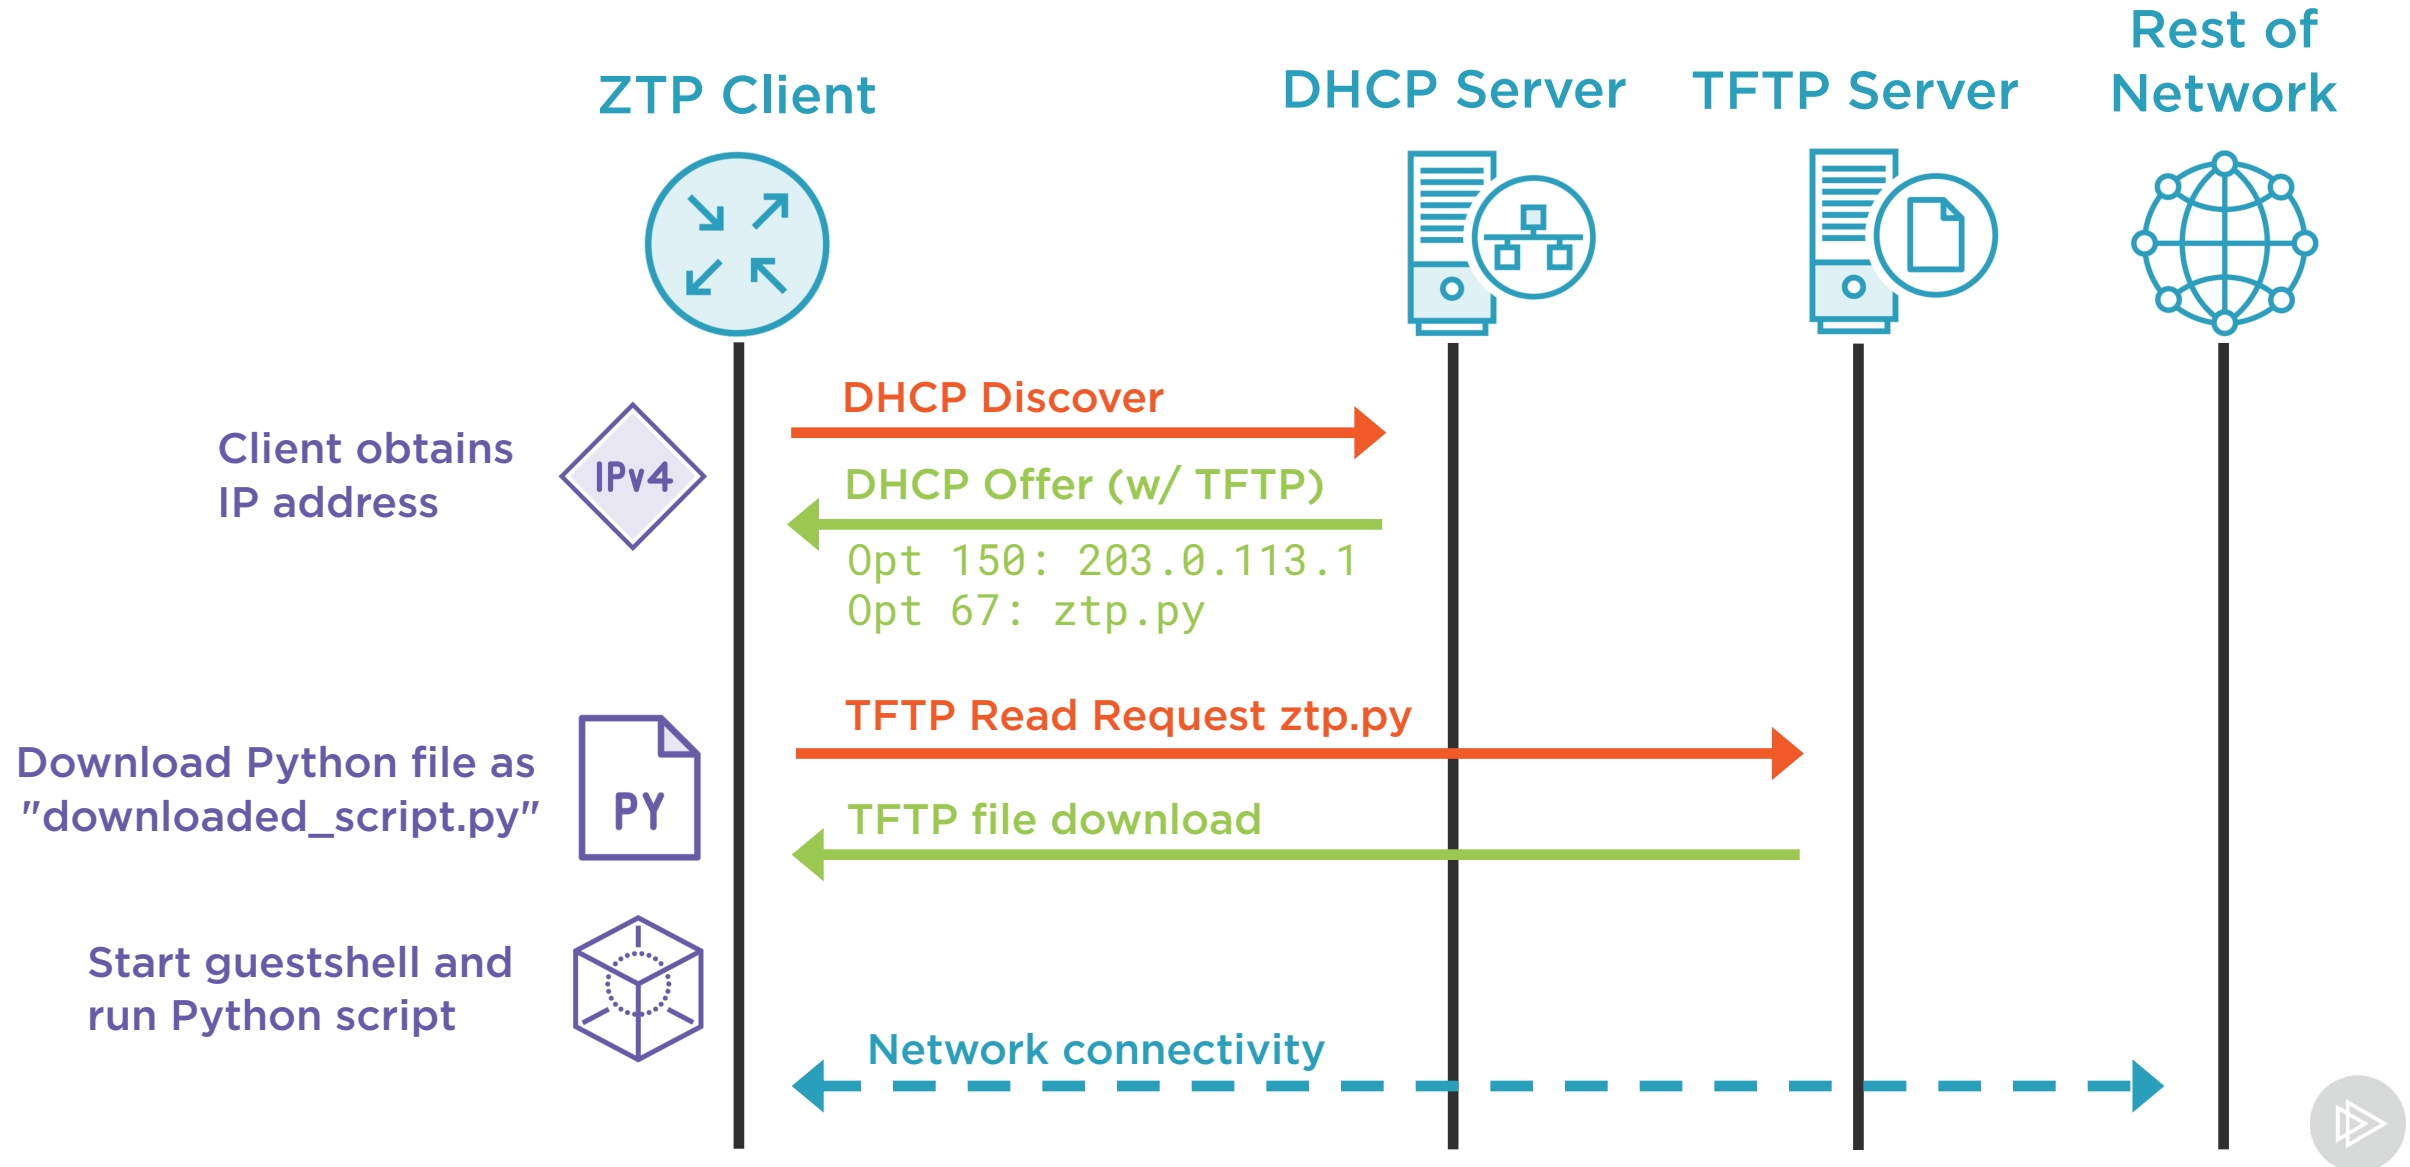 Rest of
Network
ZTP Client
DHCP Server
TFTP Server
DHCP Discover
Client obtains
IP address
IPv4
DHCP Offer (w/ TFTP)
Opt 150: 203.0.113.1
Opt 67: ztp.py
TFTP Read Request ztp.py
Download Python file as
"downloaded_script.py"
PY
TFTP file download
Start guestshell and
run Python script
Network connectivity